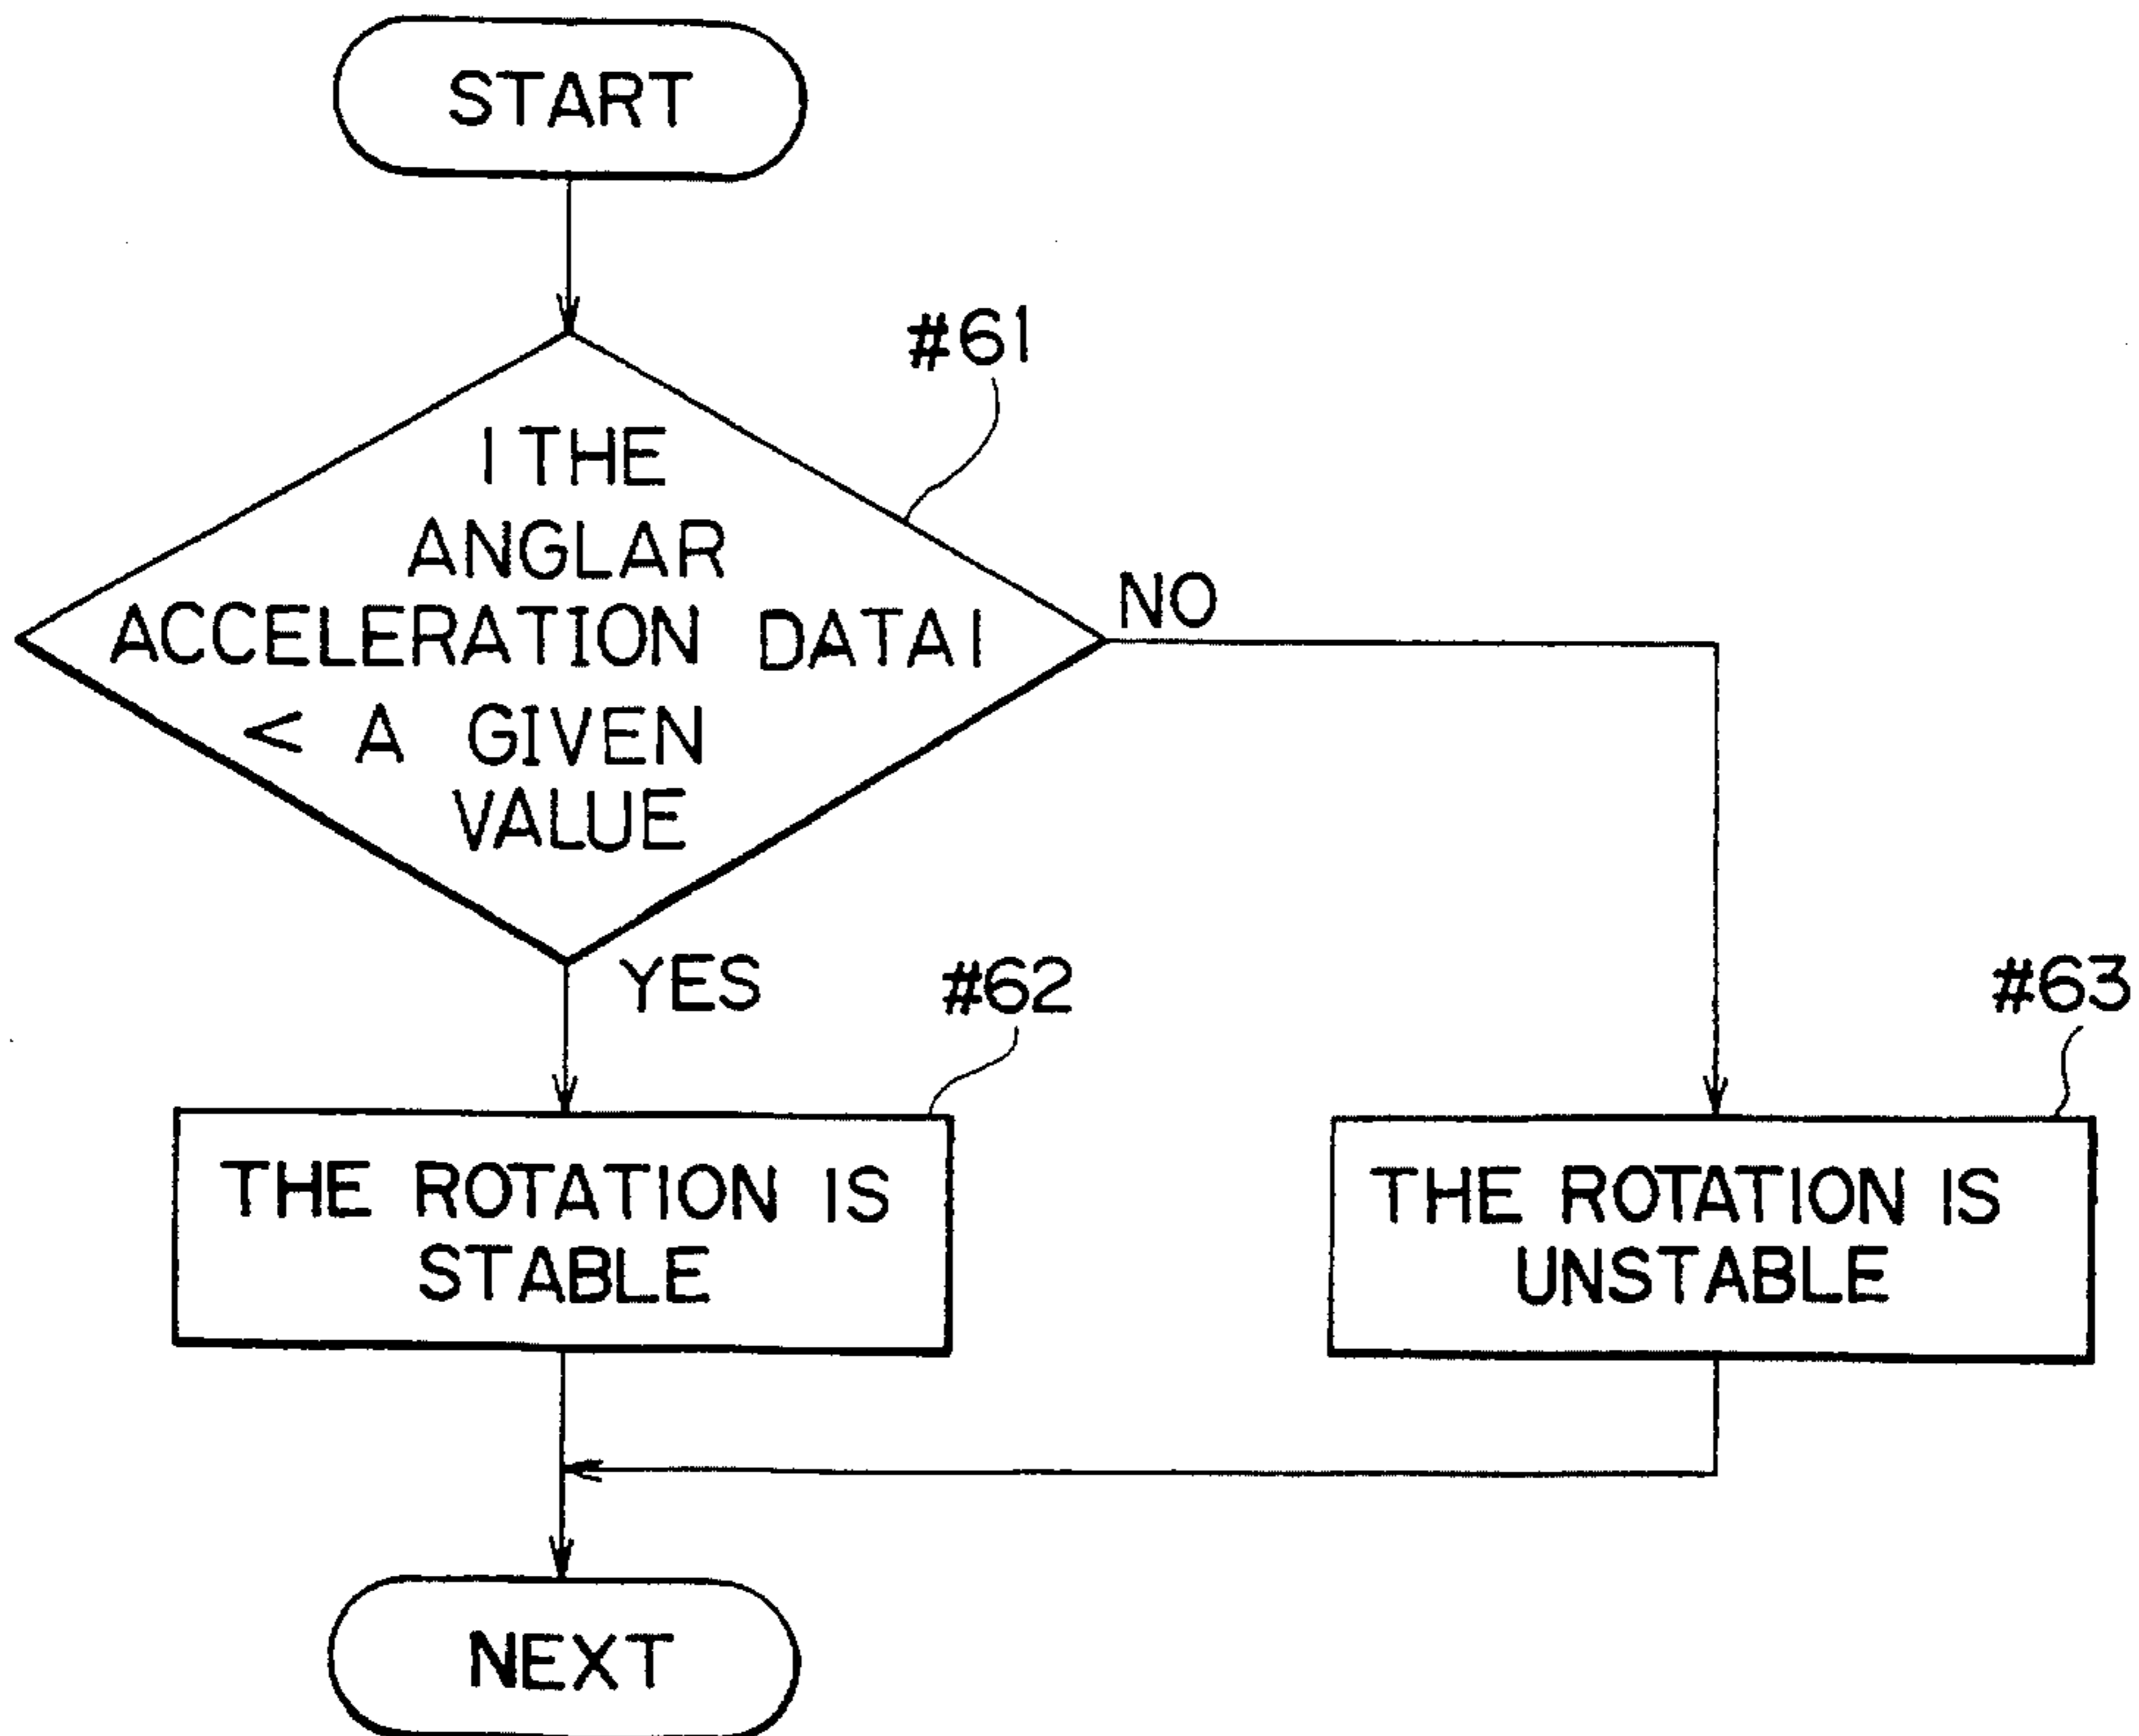 START
#61
| THE
ANGLAR
ACCELERATION DATA|
< A GIVEN
VALUE
NO
YES
#62
#63
THE ROTATION IS
STABLE
THE ROTATION IS
UNSTABLE
NEXT